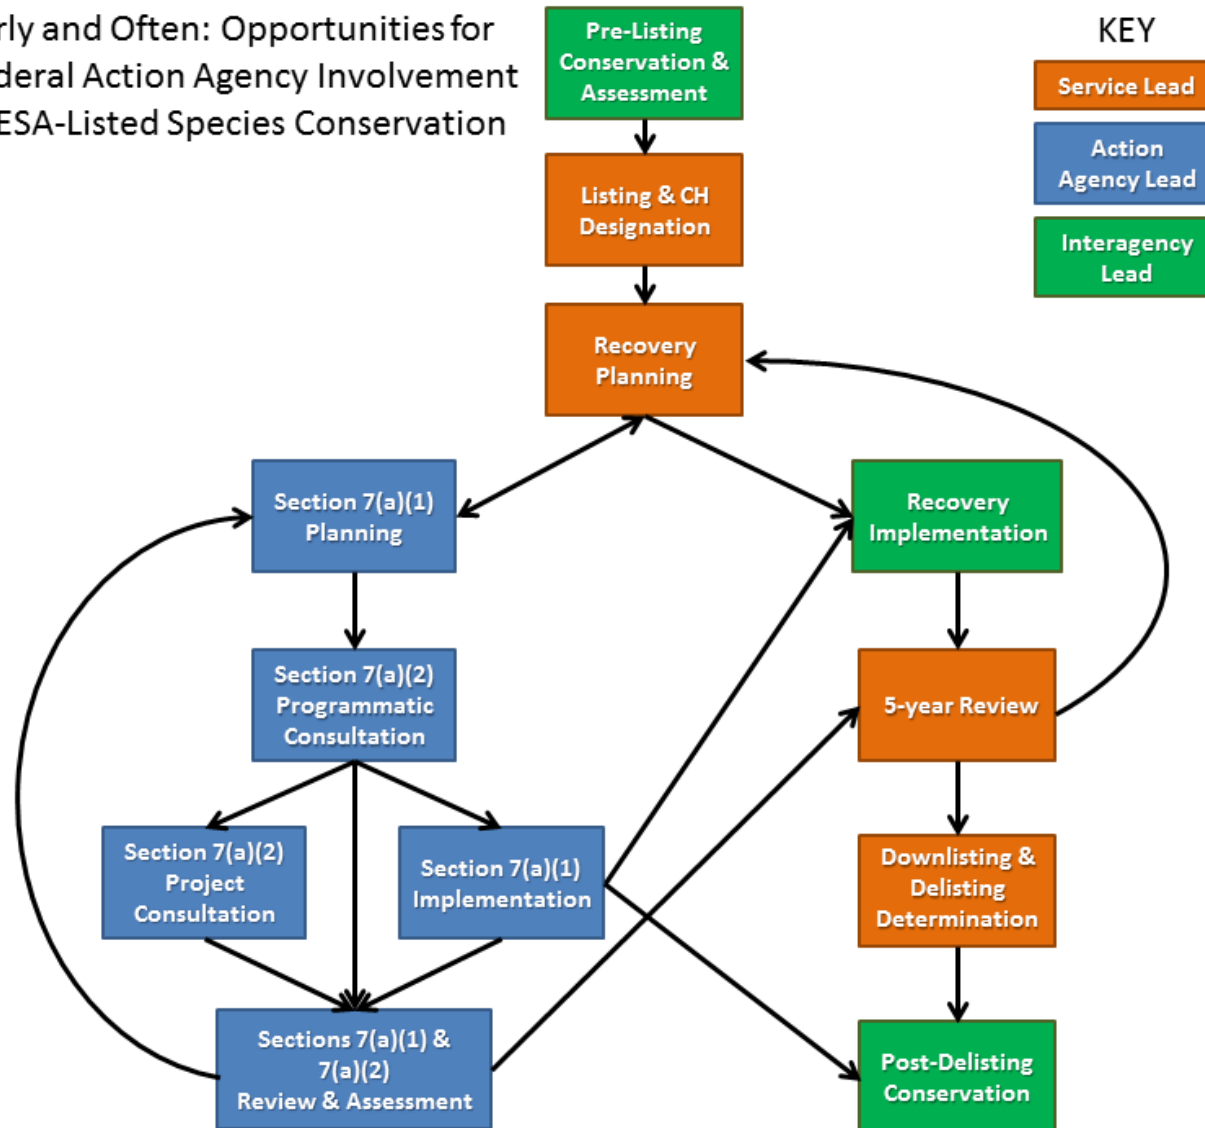 rly and Often: Opportunities for
deral Action Agency Involvement
ESA-Listed Species Conservation
Pre-Listing
Conservation &
Assessment
KEY
Service Lead
Action
Agency Lead
Interagency
Lead
Listing & CH
Designation
Recovery
Planning
Section 7(a)(1)
Planning
Recovery
Implementation
Section 7(a)(2)
Programmatic
Consultation
5-year Review
Section 7(a)(2)
Project
Consultation
Section 7(a)(1)
Implementation
Downlisting &
Delisting
Determination
Sections 7(a)(1) &
7(a)(2)
Review & Assessment
Post-Delisting
Conservation